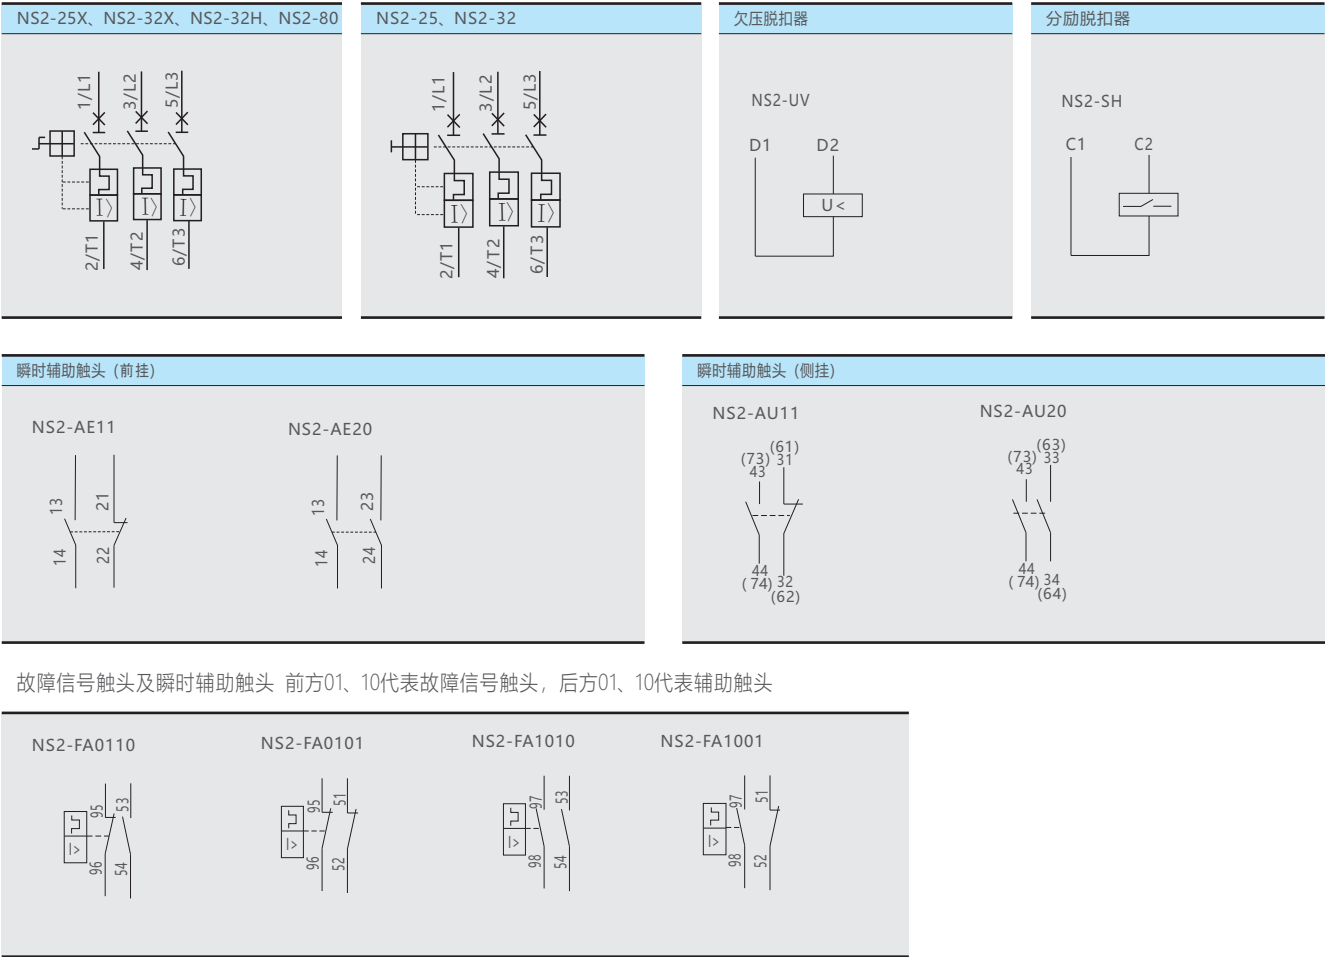 NS2-25X、NS2-32X、NS2-32H、NS2-80
1/L1
3/L2
5/L3
I>
I>
I>
2/T1
4/T2
6/T3
NS2-25、NS2-32
1/L1
3/L2
5/L3
I>
I>
I>
2/T1
4/T2
6/T3
欠压脱扣器
NS2-UV
D1 D2
U<
分励脱扣器
NS2-SH
C1 C2
瞬时辅助触头 (前挂)
NS2-AE11
13 21
14 22
NS2-AE20
13 23
14 24
瞬时辅助触头 (侧挂)
NS2-AU11
(61)
(73) 31
43
44
( 74) 32
(62)
NS2-AU20
(63)
(73) 33
43
44
( 74) 34
(64)
故障信号触头及瞬时辅助触头 前方01、10代表故障信号触头，后方01、10代表辅助触头
NS2-FA0110
95 53
I>
96 54
NS2-FA0101
95 51
I>
96 52
NS2-FA1010
97 53
I>
98 54
NS2-FA1001
97 51
I>
98 52